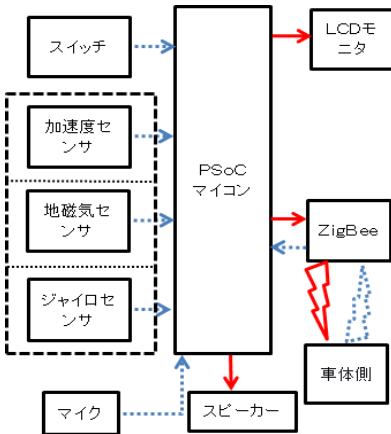 スイッチ
加速度セ
ンサ
地磁気セ
ンサ
ジャイロセ
ンサ
マイク
PSoC
マイコン
スピーカー
LCDモ
ニタ
ZigBee
車体側